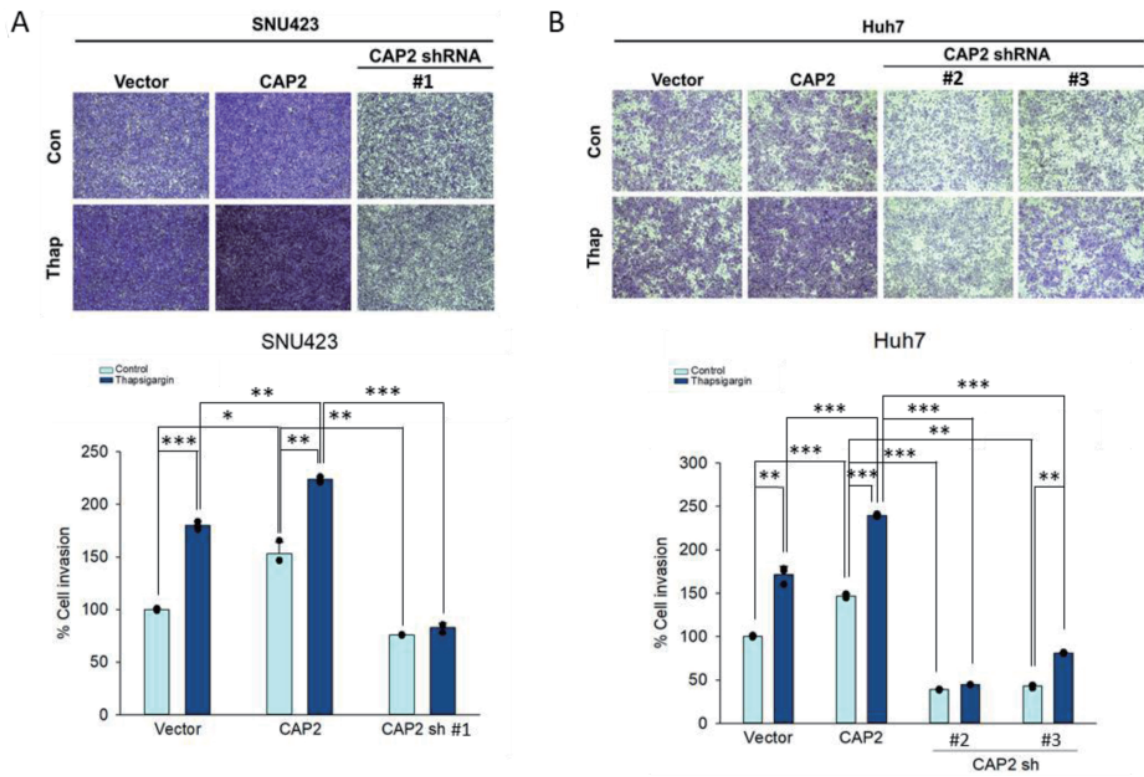 A
SNU423
CAP2 shRNA
Vector
CAP2
#1
Con
Thap
SNU423
Control
Thapsigargin
***
**
*
**
***
**
% Cell invasion
250
200
150
100
50
0
Vector
CAP2
CAP2 sh #1
B
Huh7
CAP2 shRNA
Vector
CAP2
#2
#3
Con
Thap
Huh7
Control
Thapsigargin
***
***
***
**
***
***
**
***
**
% Cell invasion
300
250
200
150
100
50
0
Vector
CAP2
#2
#3
CAP2 sh